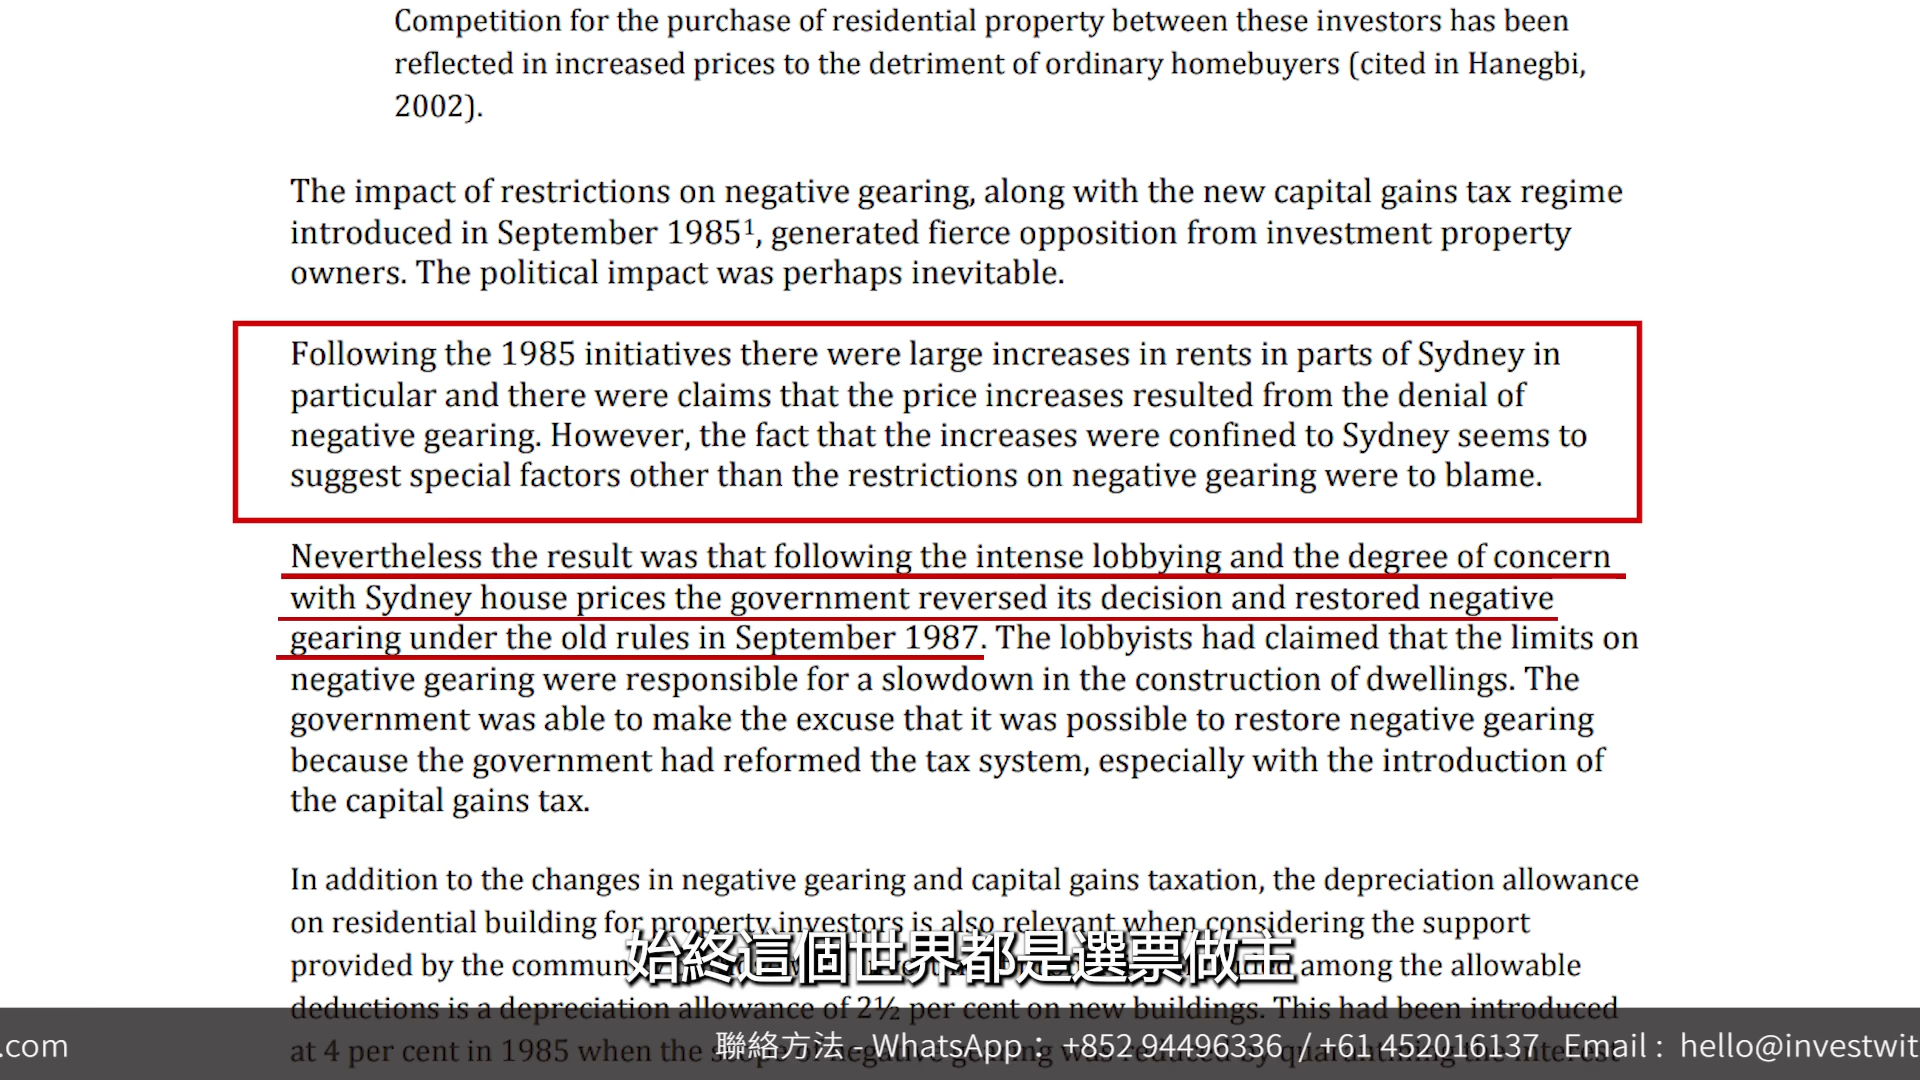 Competition for the purchase of residential property between these investors has been
reflected in increased prices to the detriment of ordinary homebuyers (cited in Hanegbi,
2002).
The impact of restrictions on negative gearing, along with the new capital gains tax regime
introduced in September 1985¹, generated fierce opposition from investment property
owners. The political impact was perhaps inevitable.
Following the 1985 initiatives there were large increases in rents in parts of Sydney in
particular and there were claims that the price increases resulted from the denial of
negative gearing. However, the fact that the increases were confined to Sydney seems to
suggest special factors other than the restrictions on negative gearing were to blame.
Nevertheless the result was that following the intense lobbying and the degree of concern
with Sydney house prices the government reversed its decision and restored negative
gearing under the old rules in September 1987. The lobbyists had claimed that the limits on
negative gearing were responsible for a slowdown in the construction of dwellings. The
government was able to make the excuse that it was possible to restore negative gearing
because the government had reformed the tax system, especially with the introduction of
the capital gains tax.
In addition to the changes in negative gearing and capital gains taxation, the depreciation allowance
on residential building for property investors is also relevant when considering the support
provided by the commun among the allowable
始終這個世界都是選票做主
deductions is a depreciation allowance of 2½ per cent on new buildings. This had been introduced
at 4 per cent in 1985 when the negative gearing was reduced by quarantining the interest
.com 聯絡方法 - WhatsApp： +852 94496336 / +61 452016137 Email : hello@investwit